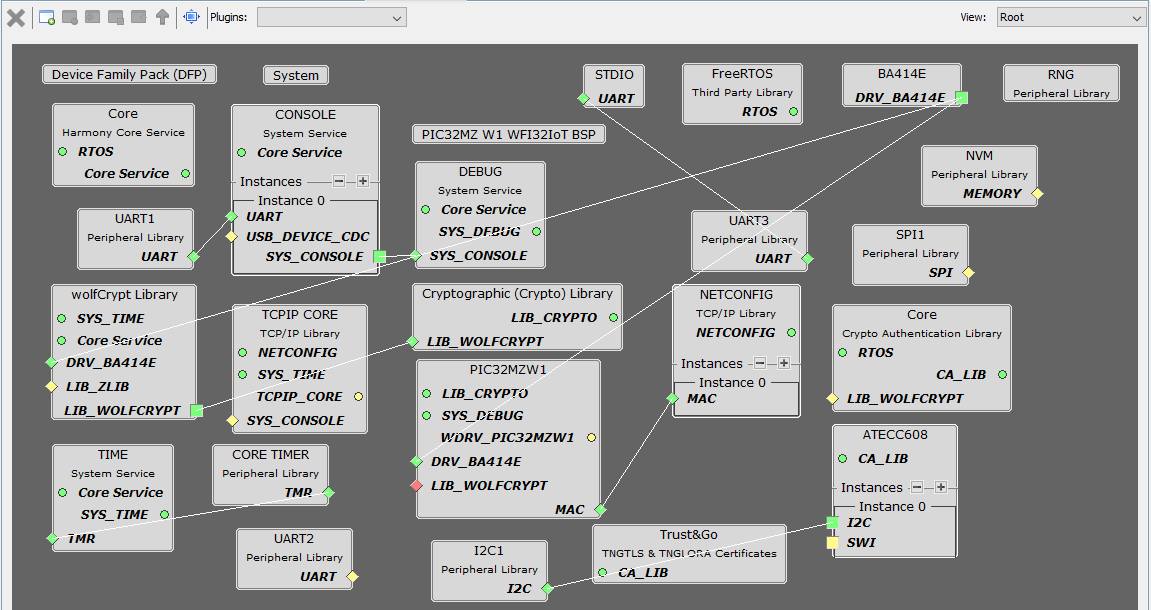 Plugins:
View:
Root
Device Family Pack (DFP)
System
STDIO
UART
FreeRTOS
Third Party Library
RTOS
BA414E
DRV_BA414E
RNG
Peripheral Library
Core
Harmony Core Service
RTOS
Core Service
CONSOLE
System Service
Core Service
Instances
Instance 0
UART
USB_DEVICE_CDC
SYS_CONSOLE
PIC32MZ W1 WFI32IoT BSP
DEBUG
System Service
Core Service
SYS_DEBUG
SYS_CONSOLE
NVM
Peripheral Library
MEMORY
UART1
Peripheral Library
UART
UART3
Peripheral Library
UART
SPI1
Peripheral Library
SPI
wolfCrypt Library
SYS_TIME
Core Service
DRV_BA414E
LIB_ZLIB
LIB_WOLFCRYPT
TCPIP CORE
TCP/IP Library
NETCONFIG
SYS_TIME
TCPIP_CORE
SYS_CONSOLE
Cryptographic (Crypto) Library
LIB_CRYPTO
LIB_WOLFCRYPT
NETCONFIG
TCP/IP Library
NETCONFIG
Instances
Instance 0
MAC
Core
Crypto Authentication Library
RTOS
CA_LIB
LIB_WOLFCRYPT
PIC32MZW1
LIB_CRYPTO
SYS_DEBUG
WDRV_PIC32MZW1
DRV_BA414E
LIB_WOLFCRYPT
MAC
TIME
System Service
Core Service
SYS_TIME
TMR
CORE TIMER
Peripheral Library
TMR
ATECC608
CA_LIB
Instances
Instance 0
I2C
SWI
UART2
Peripheral Library
UART
I2C1
Peripheral Library
I2C
Trust&Go
TNGTLS & TNGLORA Certificates
CA_LIB